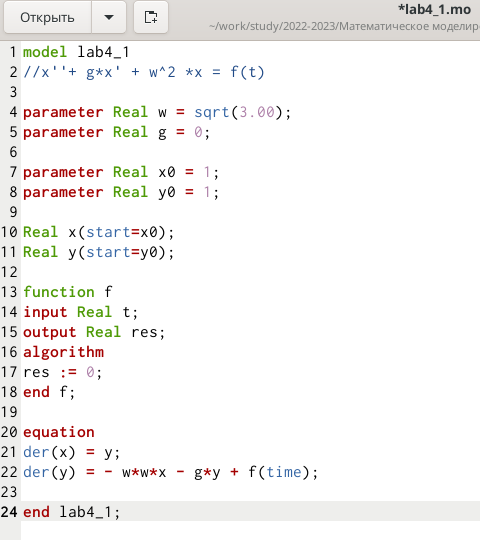 Открыть
*lab4_1.mo
~/work/study/2022-2023/Математическое моделир
1 model lab4_1
2 //x''+ g*x' + w^2 *x = f(t)
3
4 parameter Real w = sqrt(3.00);
5 parameter Real g = 0;
6
7 parameter Real x0 = 1;
8 parameter Real y0 = 1;
9
10 Real x(start=x0);
11 Real y(start=y0);
12
13 function f
14 input Real t;
15 output Real res;
16 algorithm
17 res := 0;
18 end f;
19
20 equation
21 der(x) = y;
22 der(y) = - w*w*x - g*y + f(time);
23
24 end lab4_1;